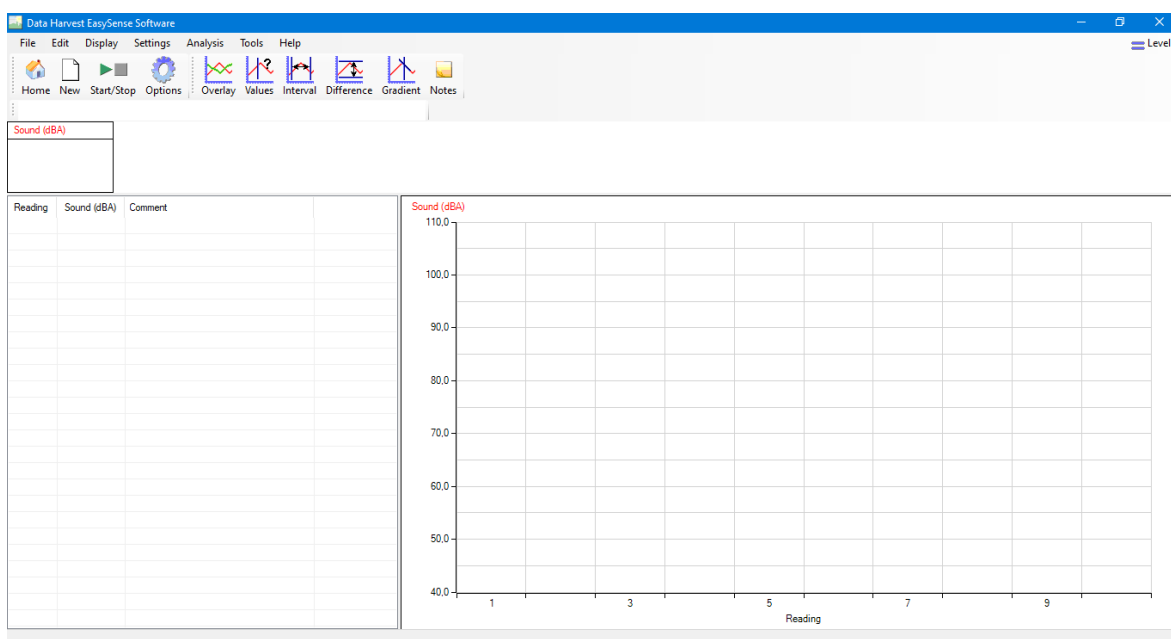 Data Harvest EasySense Software
File Edit Display Settings Analysis Tools Help
Level
Home New Start/Stop Options Overlay Values Interval Difference Gradient Notes
Sound (dBA)
Reading Sound (dBA) Comment
Sound (dBA)
110,0
100,0
90,0
80,0
70,0
60,0
50,0
40,0
1 3 5 7 9
Reading